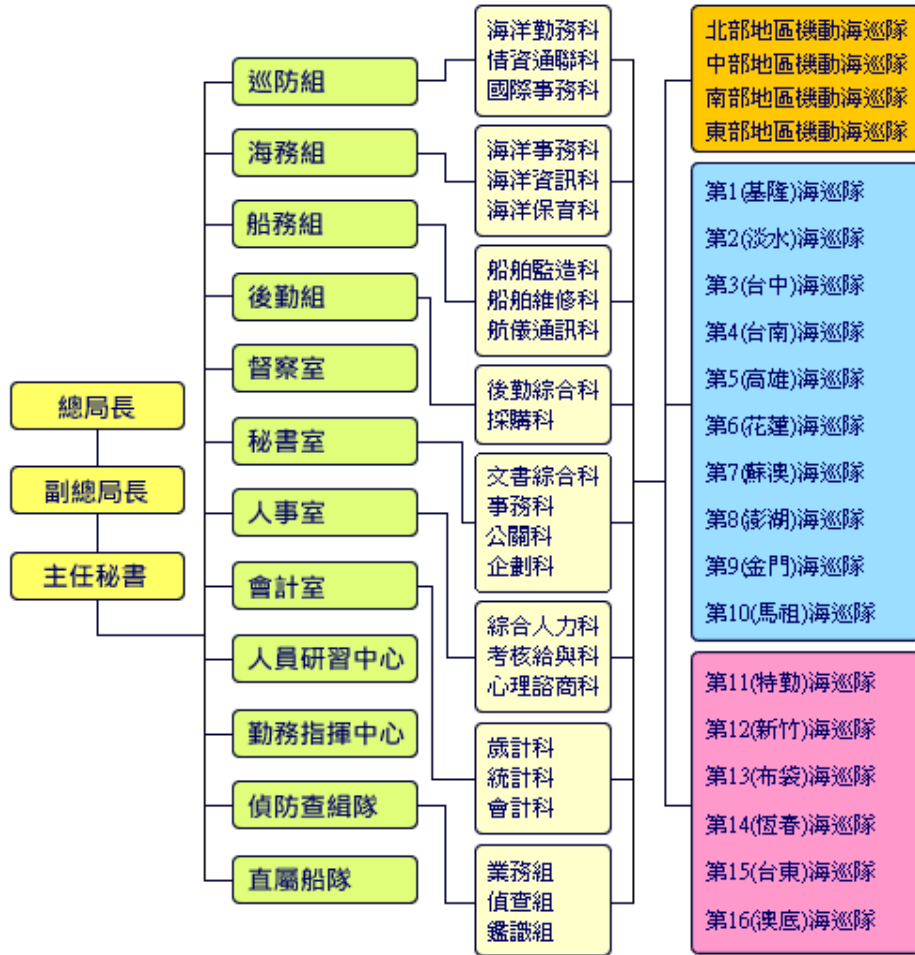 總局長
副總局長
主任秘書
巡防組
海務組
船務組
後勤組
督察室
秘書室
人事室
會計室
人員研習中心
勤務指揮中心
偵防查緝隊
直屬船隊
海洋勤務科
情資通聯科
國際事務科
海洋事務科
海洋資訊科
海洋保育科
船舶監造科
船舶維修科
航儀通訊科
後勤綜合科
採購科
文書綜合科
事務科
公關科
企劃科
綜合人力科
考核給與科
心理諮商科
歲計科
統計科
會計科
業務組
偵查組
鑑識組
北部地區機動海巡隊
中部地區機動海巡隊
南部地區機動海巡隊
東部地區機動海巡隊
第1(基隆)海巡隊
第2(淡水)海巡隊
第3(台中)海巡隊
第4(台南)海巡隊
第5(高雄)海巡隊
第6(花蓮)海巡隊
第7(蘇澳)海巡隊
第8(澎湖)海巡隊
第9(金門)海巡隊
第10(馬祖)海巡隊
第11(特勤)海巡隊
第12(新竹)海巡隊
第13(布袋)海巡隊
第14(恆春)海巡隊
第15(台東)海巡隊
第16(澳底)海巡隊